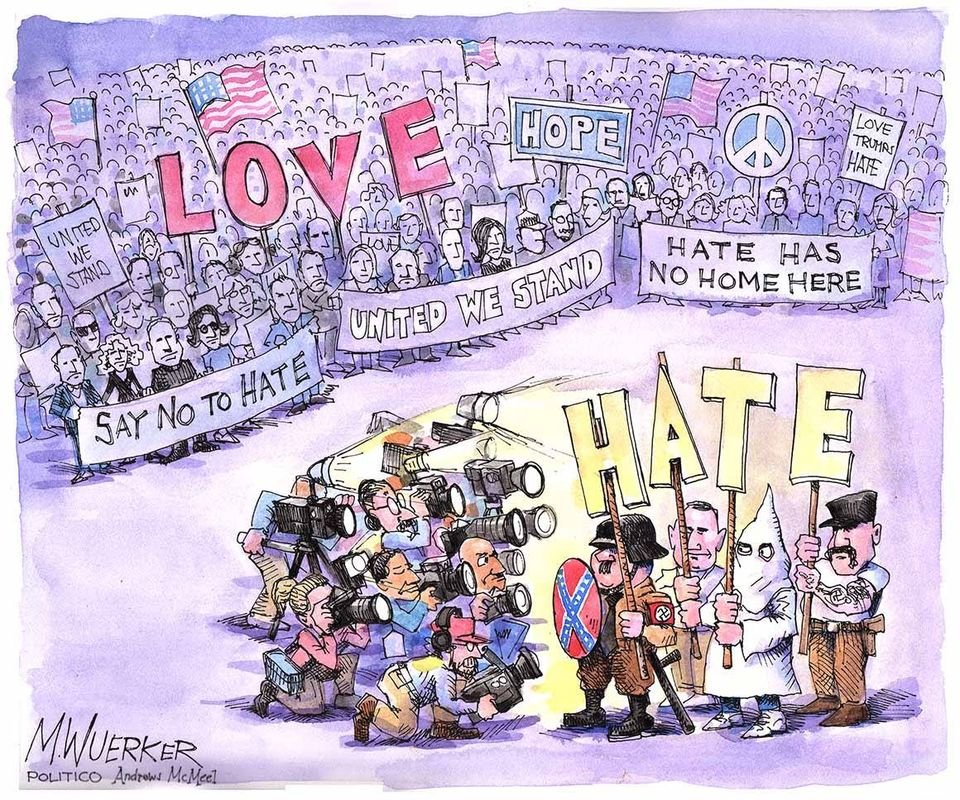 LOVE
HOPE
LOVE
TRUMPS
HATE
UNITED
WE
STAND
UNITED WE STAND
HATE HAS
NO HOME HERE
SAY NO TO HATE
HATE
M. WUERKER
POLITICO Andrews McMeel